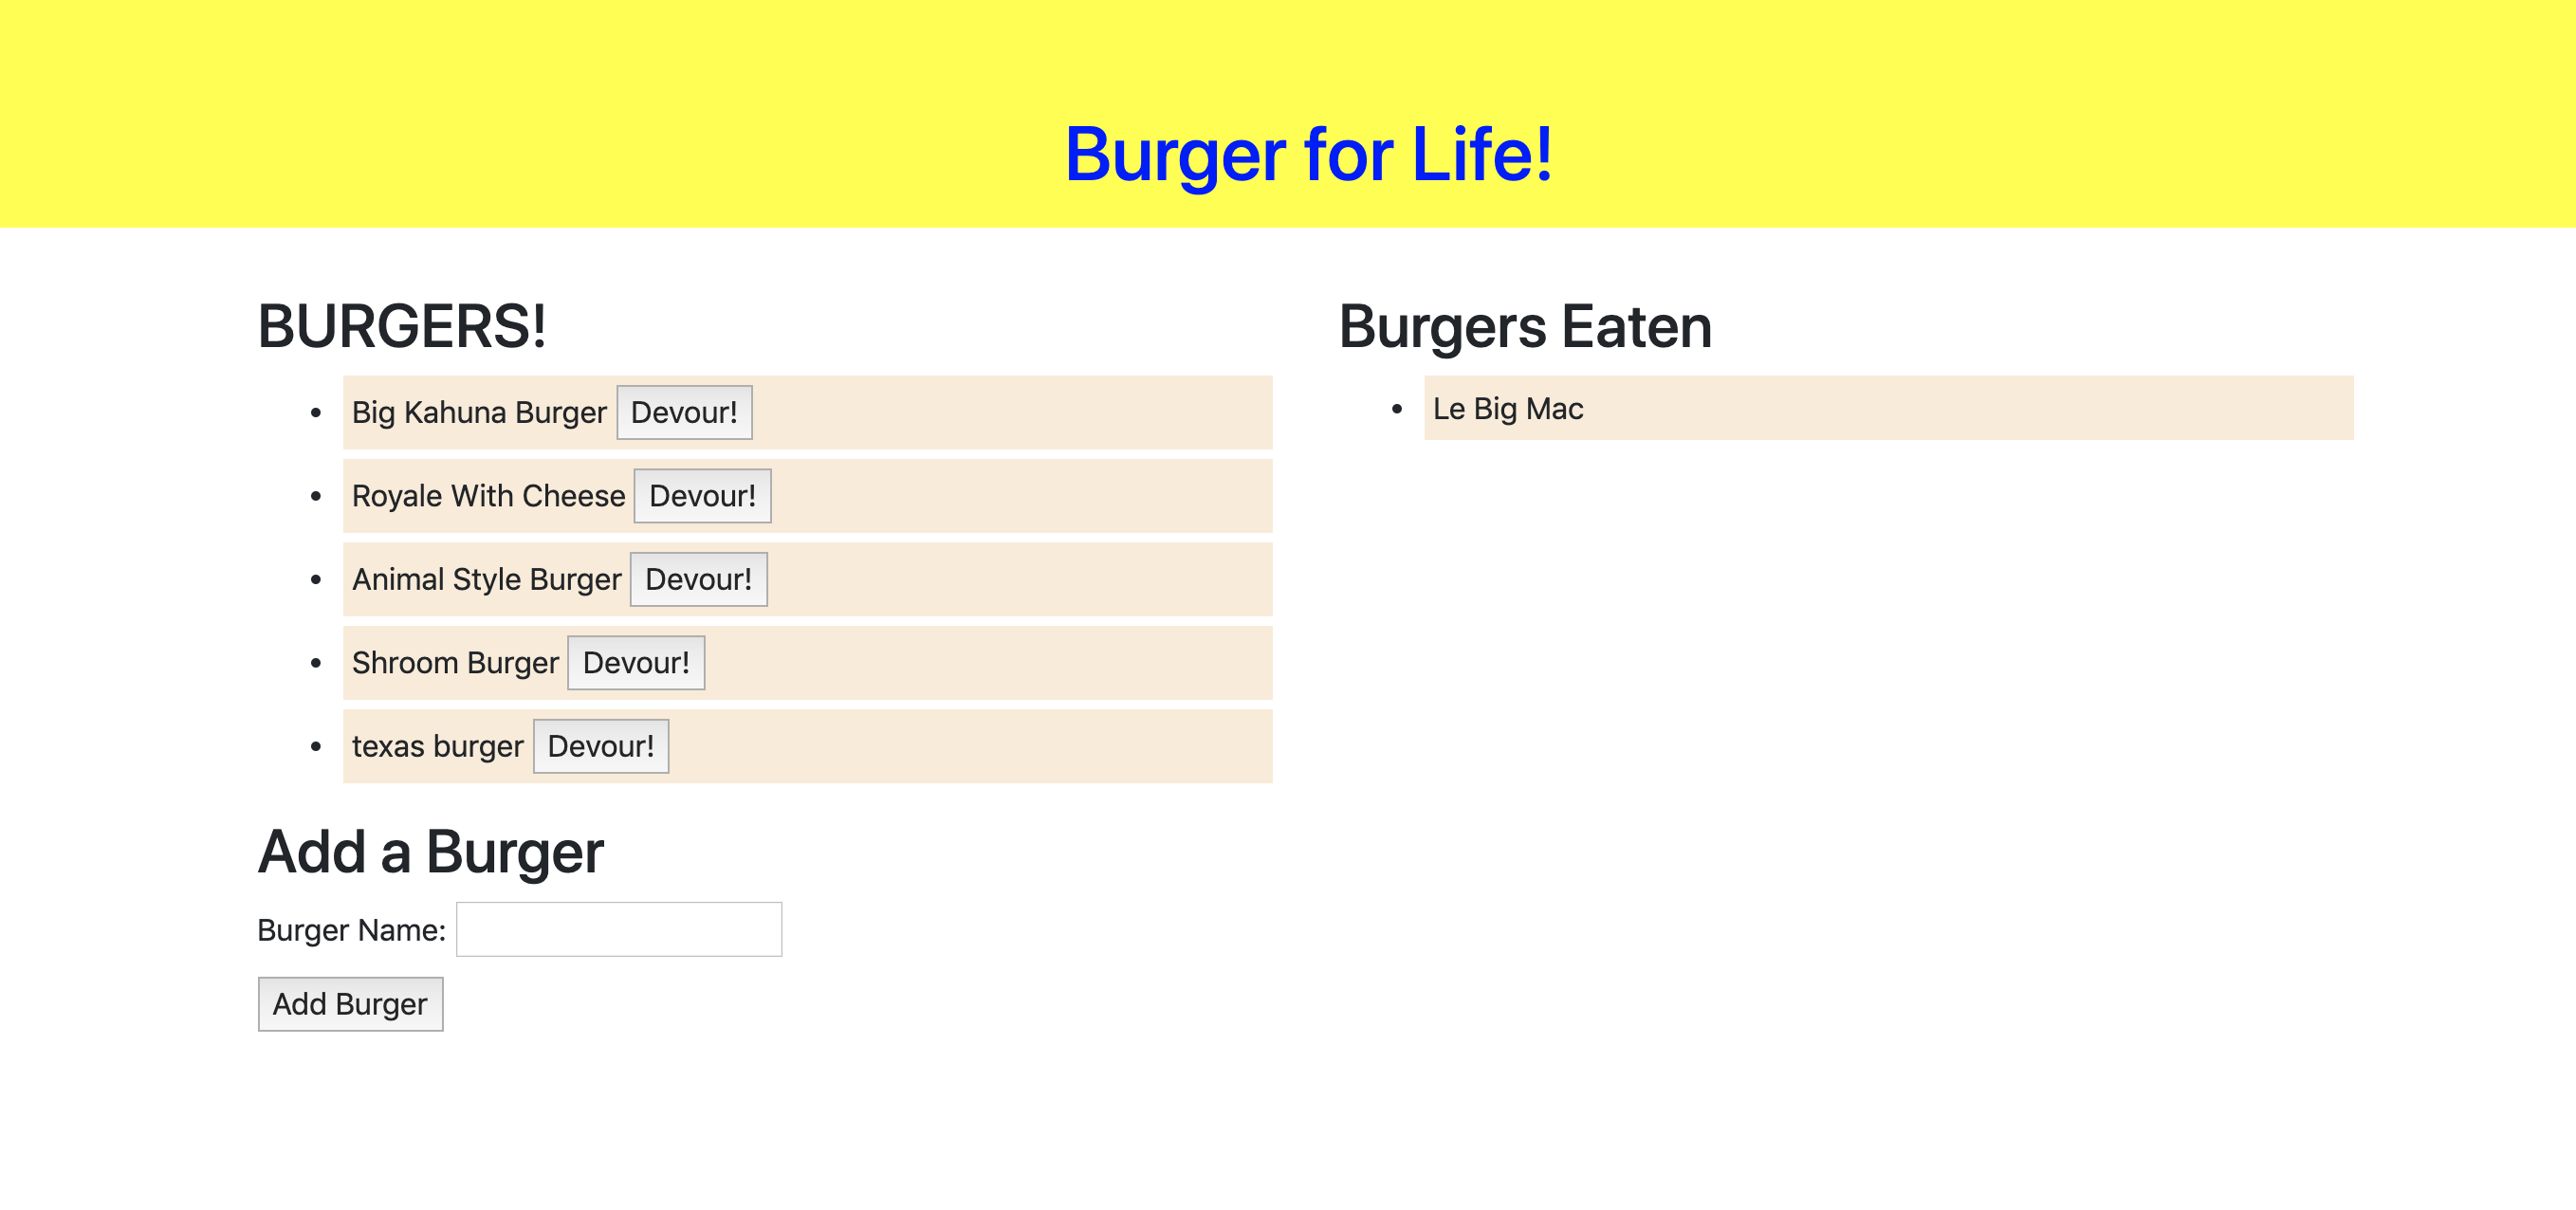 Burger for Life!
BURGERS!
Big Kahuna Burger Devour!
Royale With Cheese Devour!
Animal Style Burger Devour!
Shroom Burger Devour!
texas burger Devour!
Add a Burger
Burger Name:
Add Burger
Burgers Eaten
Le Big Mac